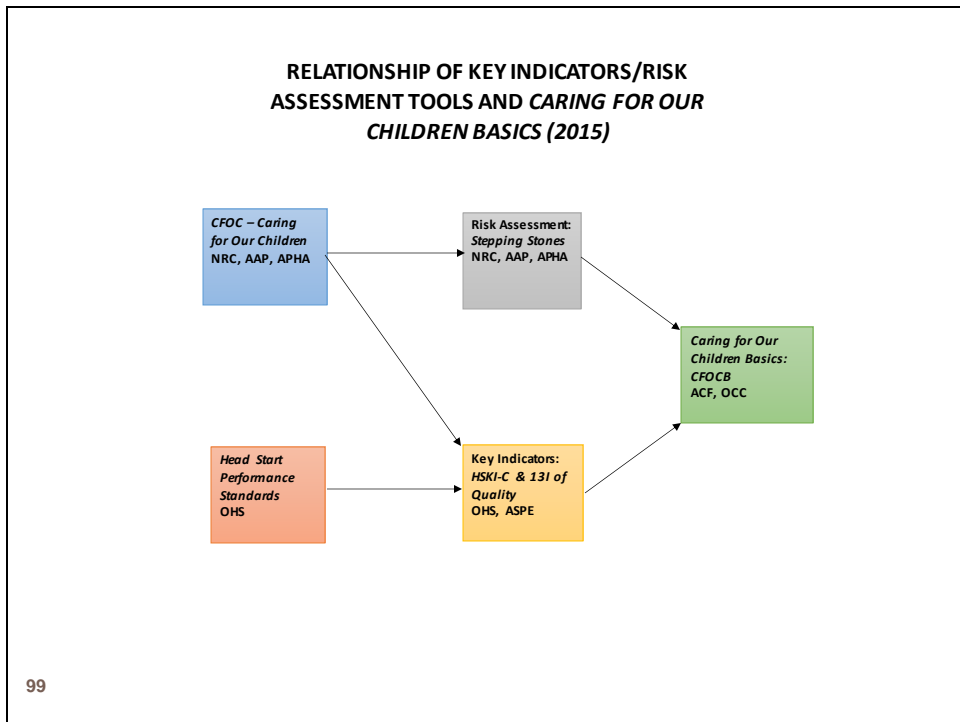 RELATIONSHIP OF KEY INDICATORS/RISK
ASSESSMENT TOOLS AND CARING FOR OUR
CHILDREN BASICS (2015)
CFOC – Caring
for Our Children
NRC, AAP, APHA
Risk Assessment:
Stepping Stones
NRC, AAP, APHA
Caring for Our
Children Basics:
CFOCB
ACF, OCC
Head Start
Performance
Standards
OHS
Key Indicators:
HSKI-C & 13I of
Quality
OHS, ASPE
99